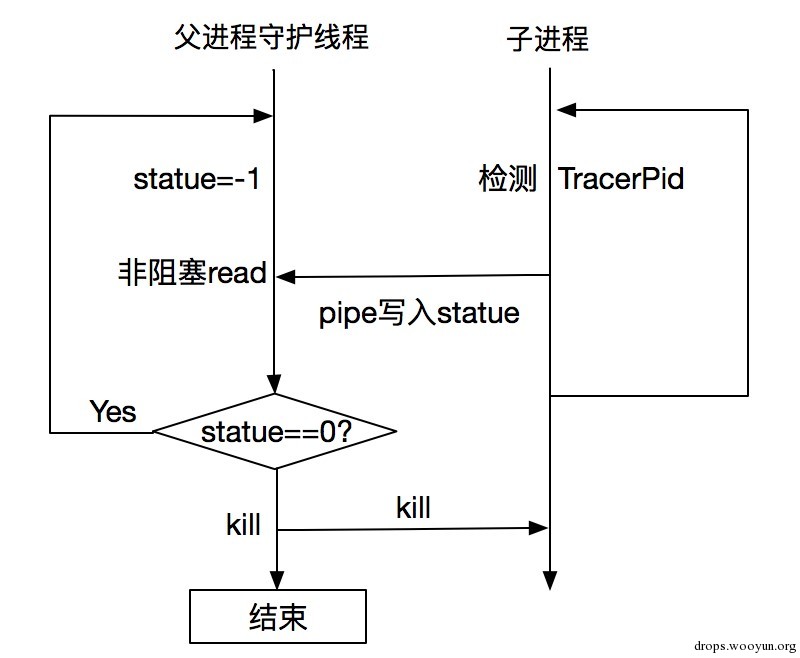 父进程守护线程
子进程
statue=-1
检测 TracerPid
非阻塞read
pipe写入statue
Yes
statue==0?
kill
kill
结束
drops.wooyun.org